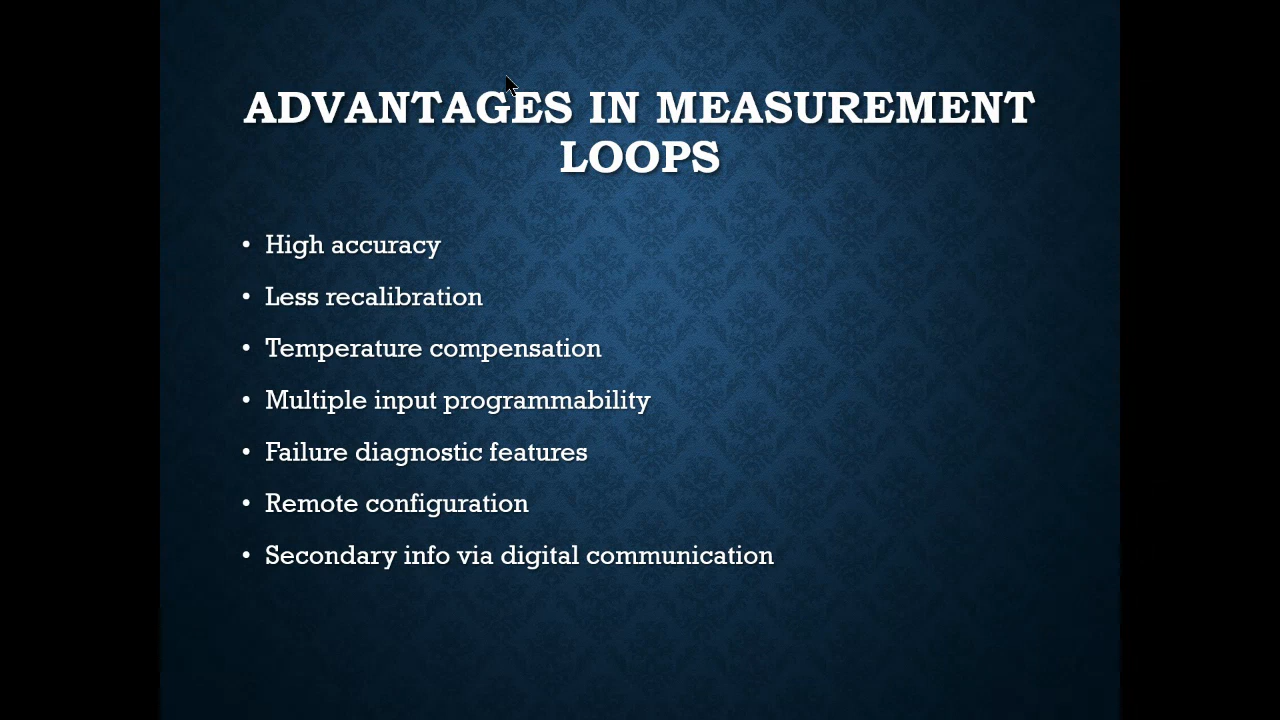 ADVANTAGES IN MEASUREMENT
LOOPS
• High accuracy
• Less recalibration
• Temperature compensation
• Multiple input programmability
• Failure diagnostic features
• Remote configuration
• Secondary info via digital communication